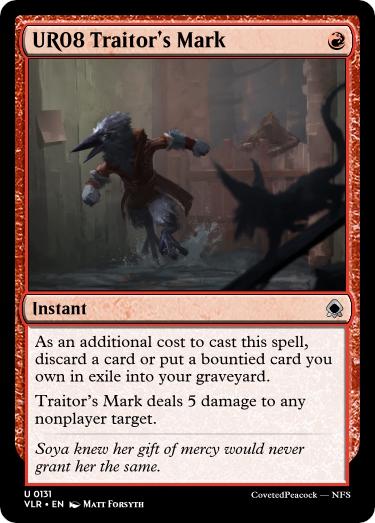 UR08 Traitor's Mark
Instant
As an additional cost to cast this spell,
discard a card or put a bountied card you
own in exile into your graveyard.
Traitor's Mark deals 5 damage to any
nonplayer target.
Soya knew her gift of mercy would never
grant her the same.
U 0131
VLR • EN Matt Forsyth
CovetedPeacock — NFS